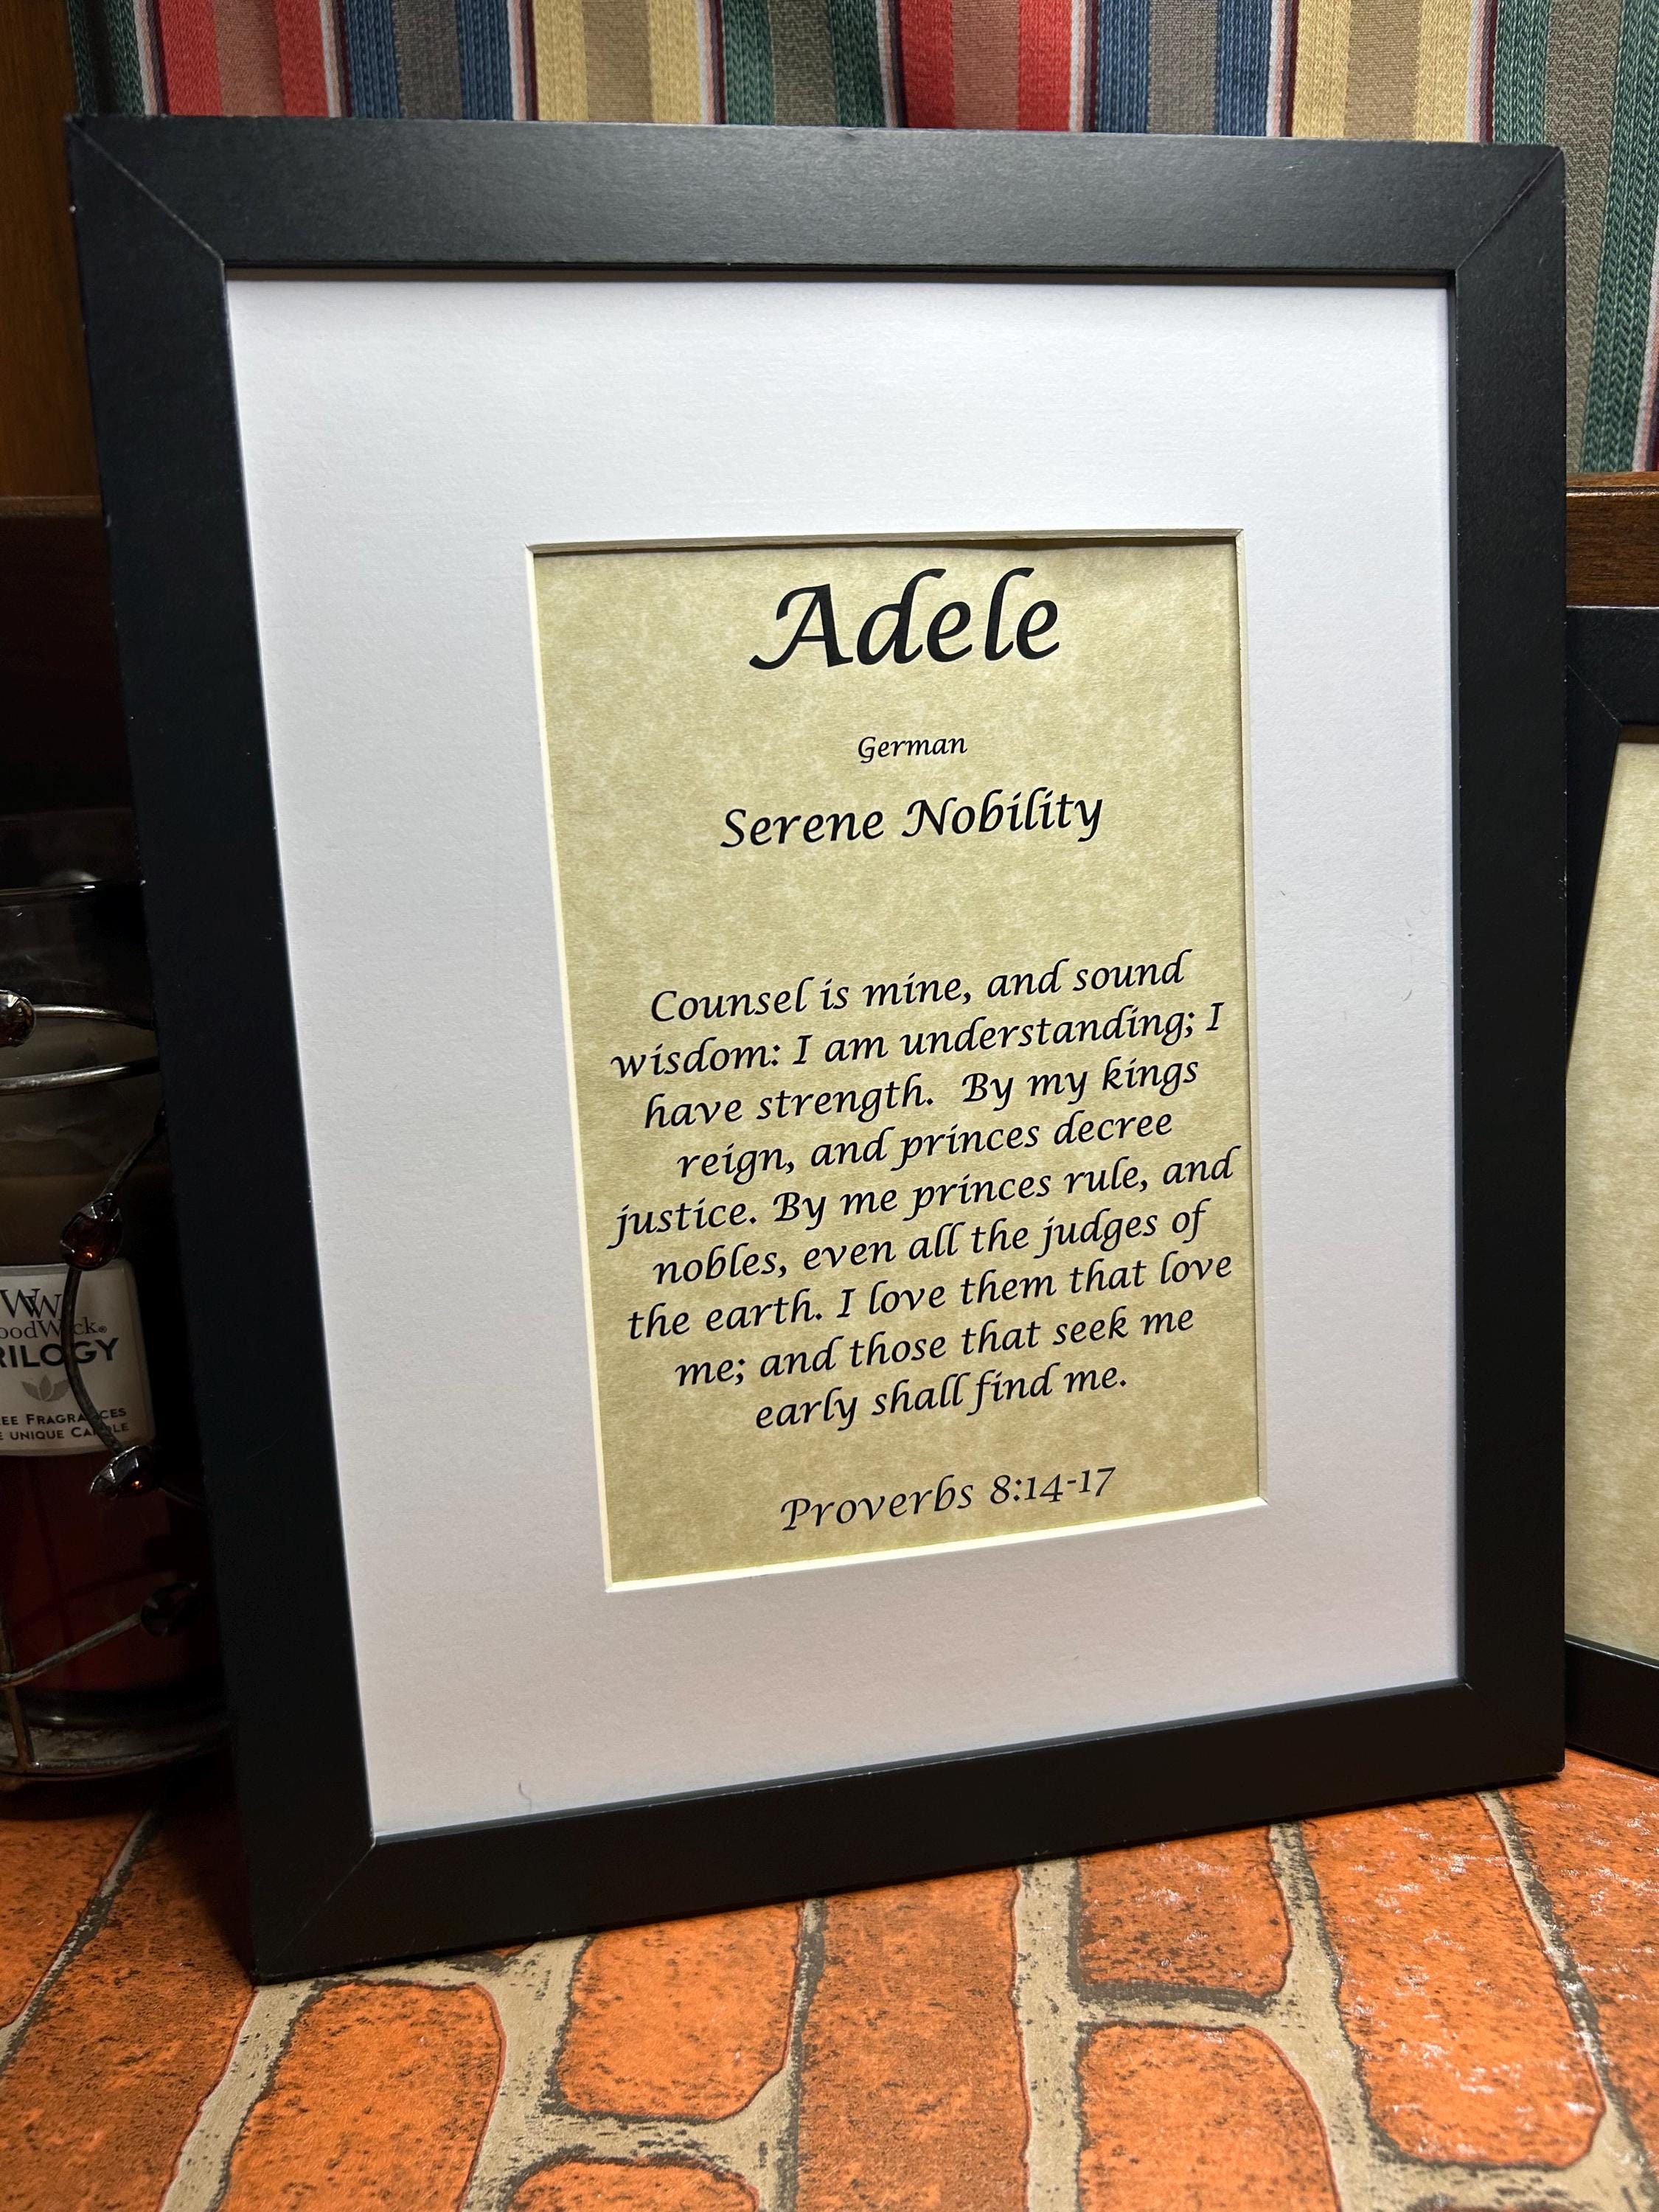 Adele
German
Serene Nobility
Counsel is mine, and sound
wisdom: I am understanding; I
have strength.  By my kings
reign, and princes decree
justice. By me princes rule, and
nobles, even all the judges of
the earth. I love them that love
me; and those that seek me
early shall find me.
Proverbs 8:14-17
WW
RILOGY
UNIQUE